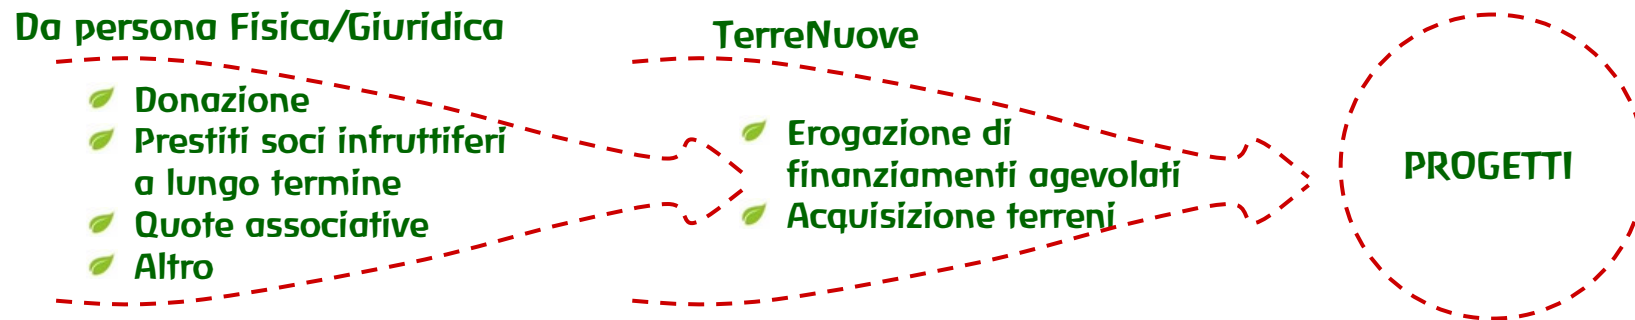 Da persona Fisica/Giuridica
Donazione
Prestiti soci infruttiferi
a lungo termine
Quote associative
Altro
TerreNuove
Erogazione di
finanziamenti agevolati
Acquisizione terreni
PROGETTI